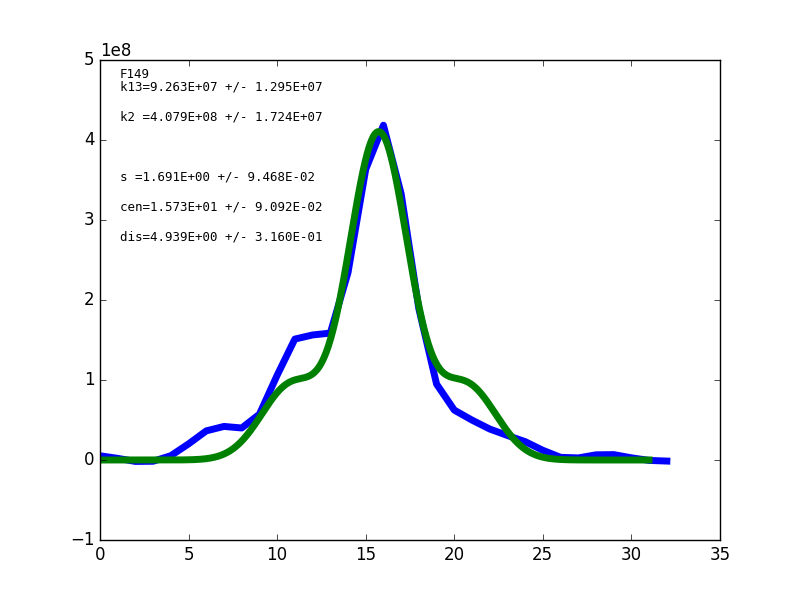 1e8
5
4
3
2
1
0
−1
F149
k13=9.263E+07 +/- 1.295E+07
k2 =4.079E+08 +/- 1.724E+07
s =1.691E+00 +/- 9.468E-02
cen=1.573E+01 +/- 9.092E-02
dis=4.939E+00 +/- 3.160E-01
0 5 10 15 20 25 30 35